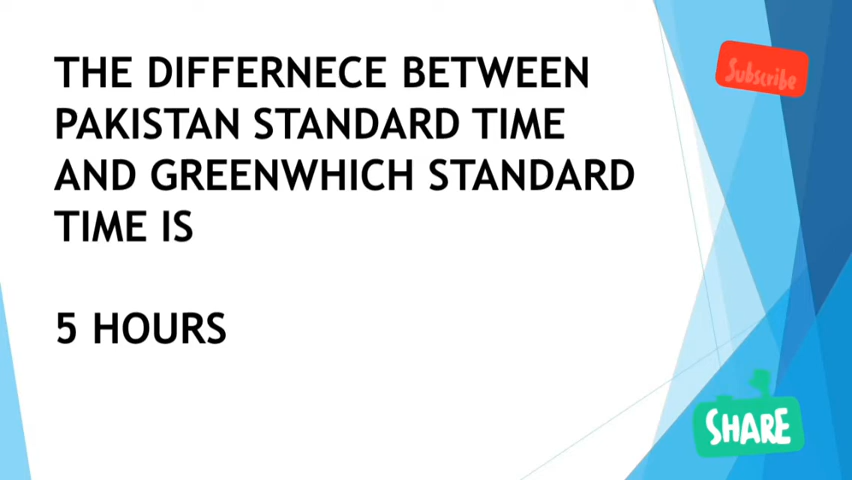 THE DIFFERNECE BETWEEN
PAKISTAN STANDARD TIME
AND GREENWHICH STANDARD
TIME IS
5 HOURS
Subscribe
SHARE